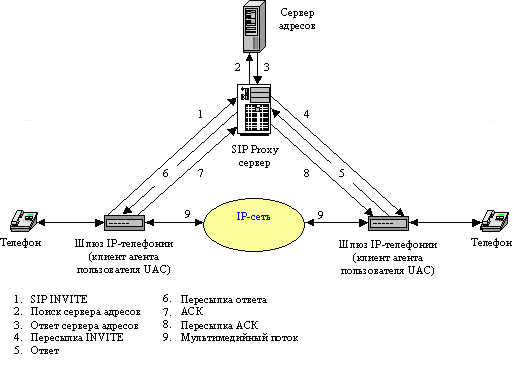 Сервер
адресов
2
3
1
4
SIP Proxy
сервер
6
7
8
5
9
IP-сеть
9
Телефон
Шлюз IP-телефонии
(клиент агента
пользователя UAC)
Шлюз IP-телефонии
(клиент агента
пользователя UAC)
Телефон
1. SIP INVITE
2. Поиск сервера адресов
3. Ответ сервера адресов
4. Пересылка INVITE
5. Ответ
6. Пересылка ответа
7. ACK
8. Пересылка ACK
9. Мультимедийный поток